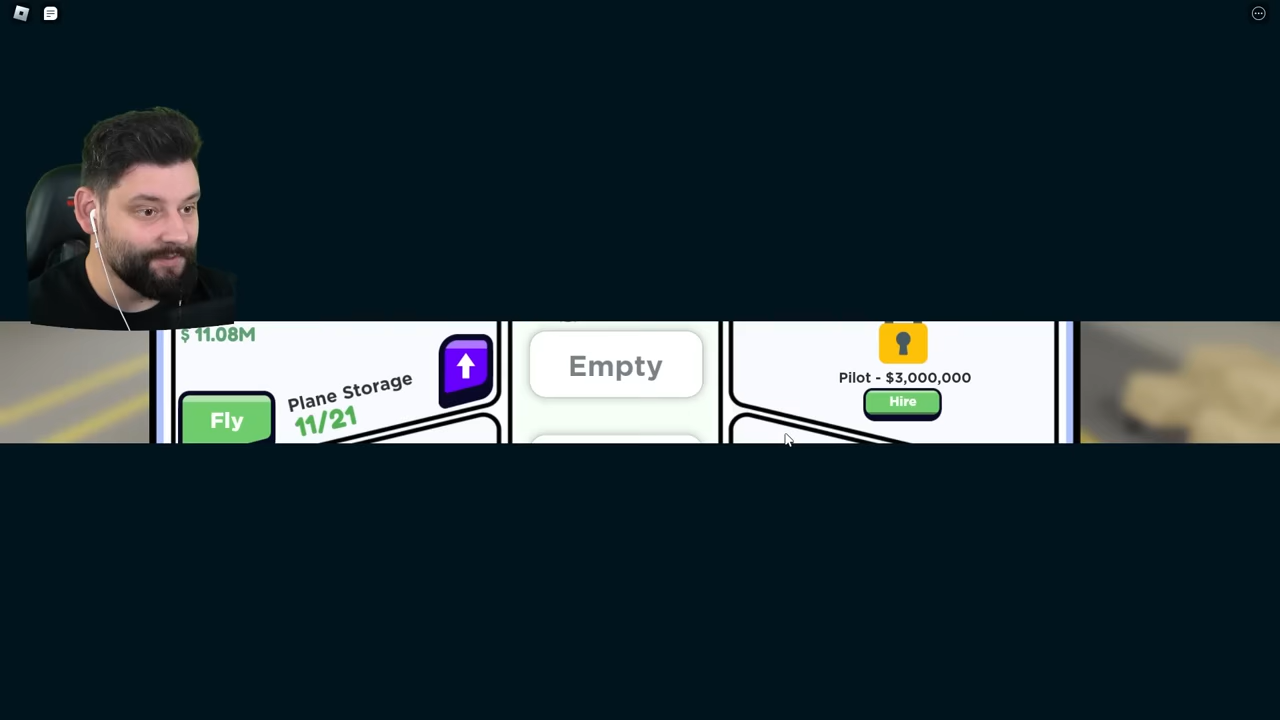 $ 11.08M
Plane Storage
11/21
Fly
Empty
Pilot - $3,000,000
Hire